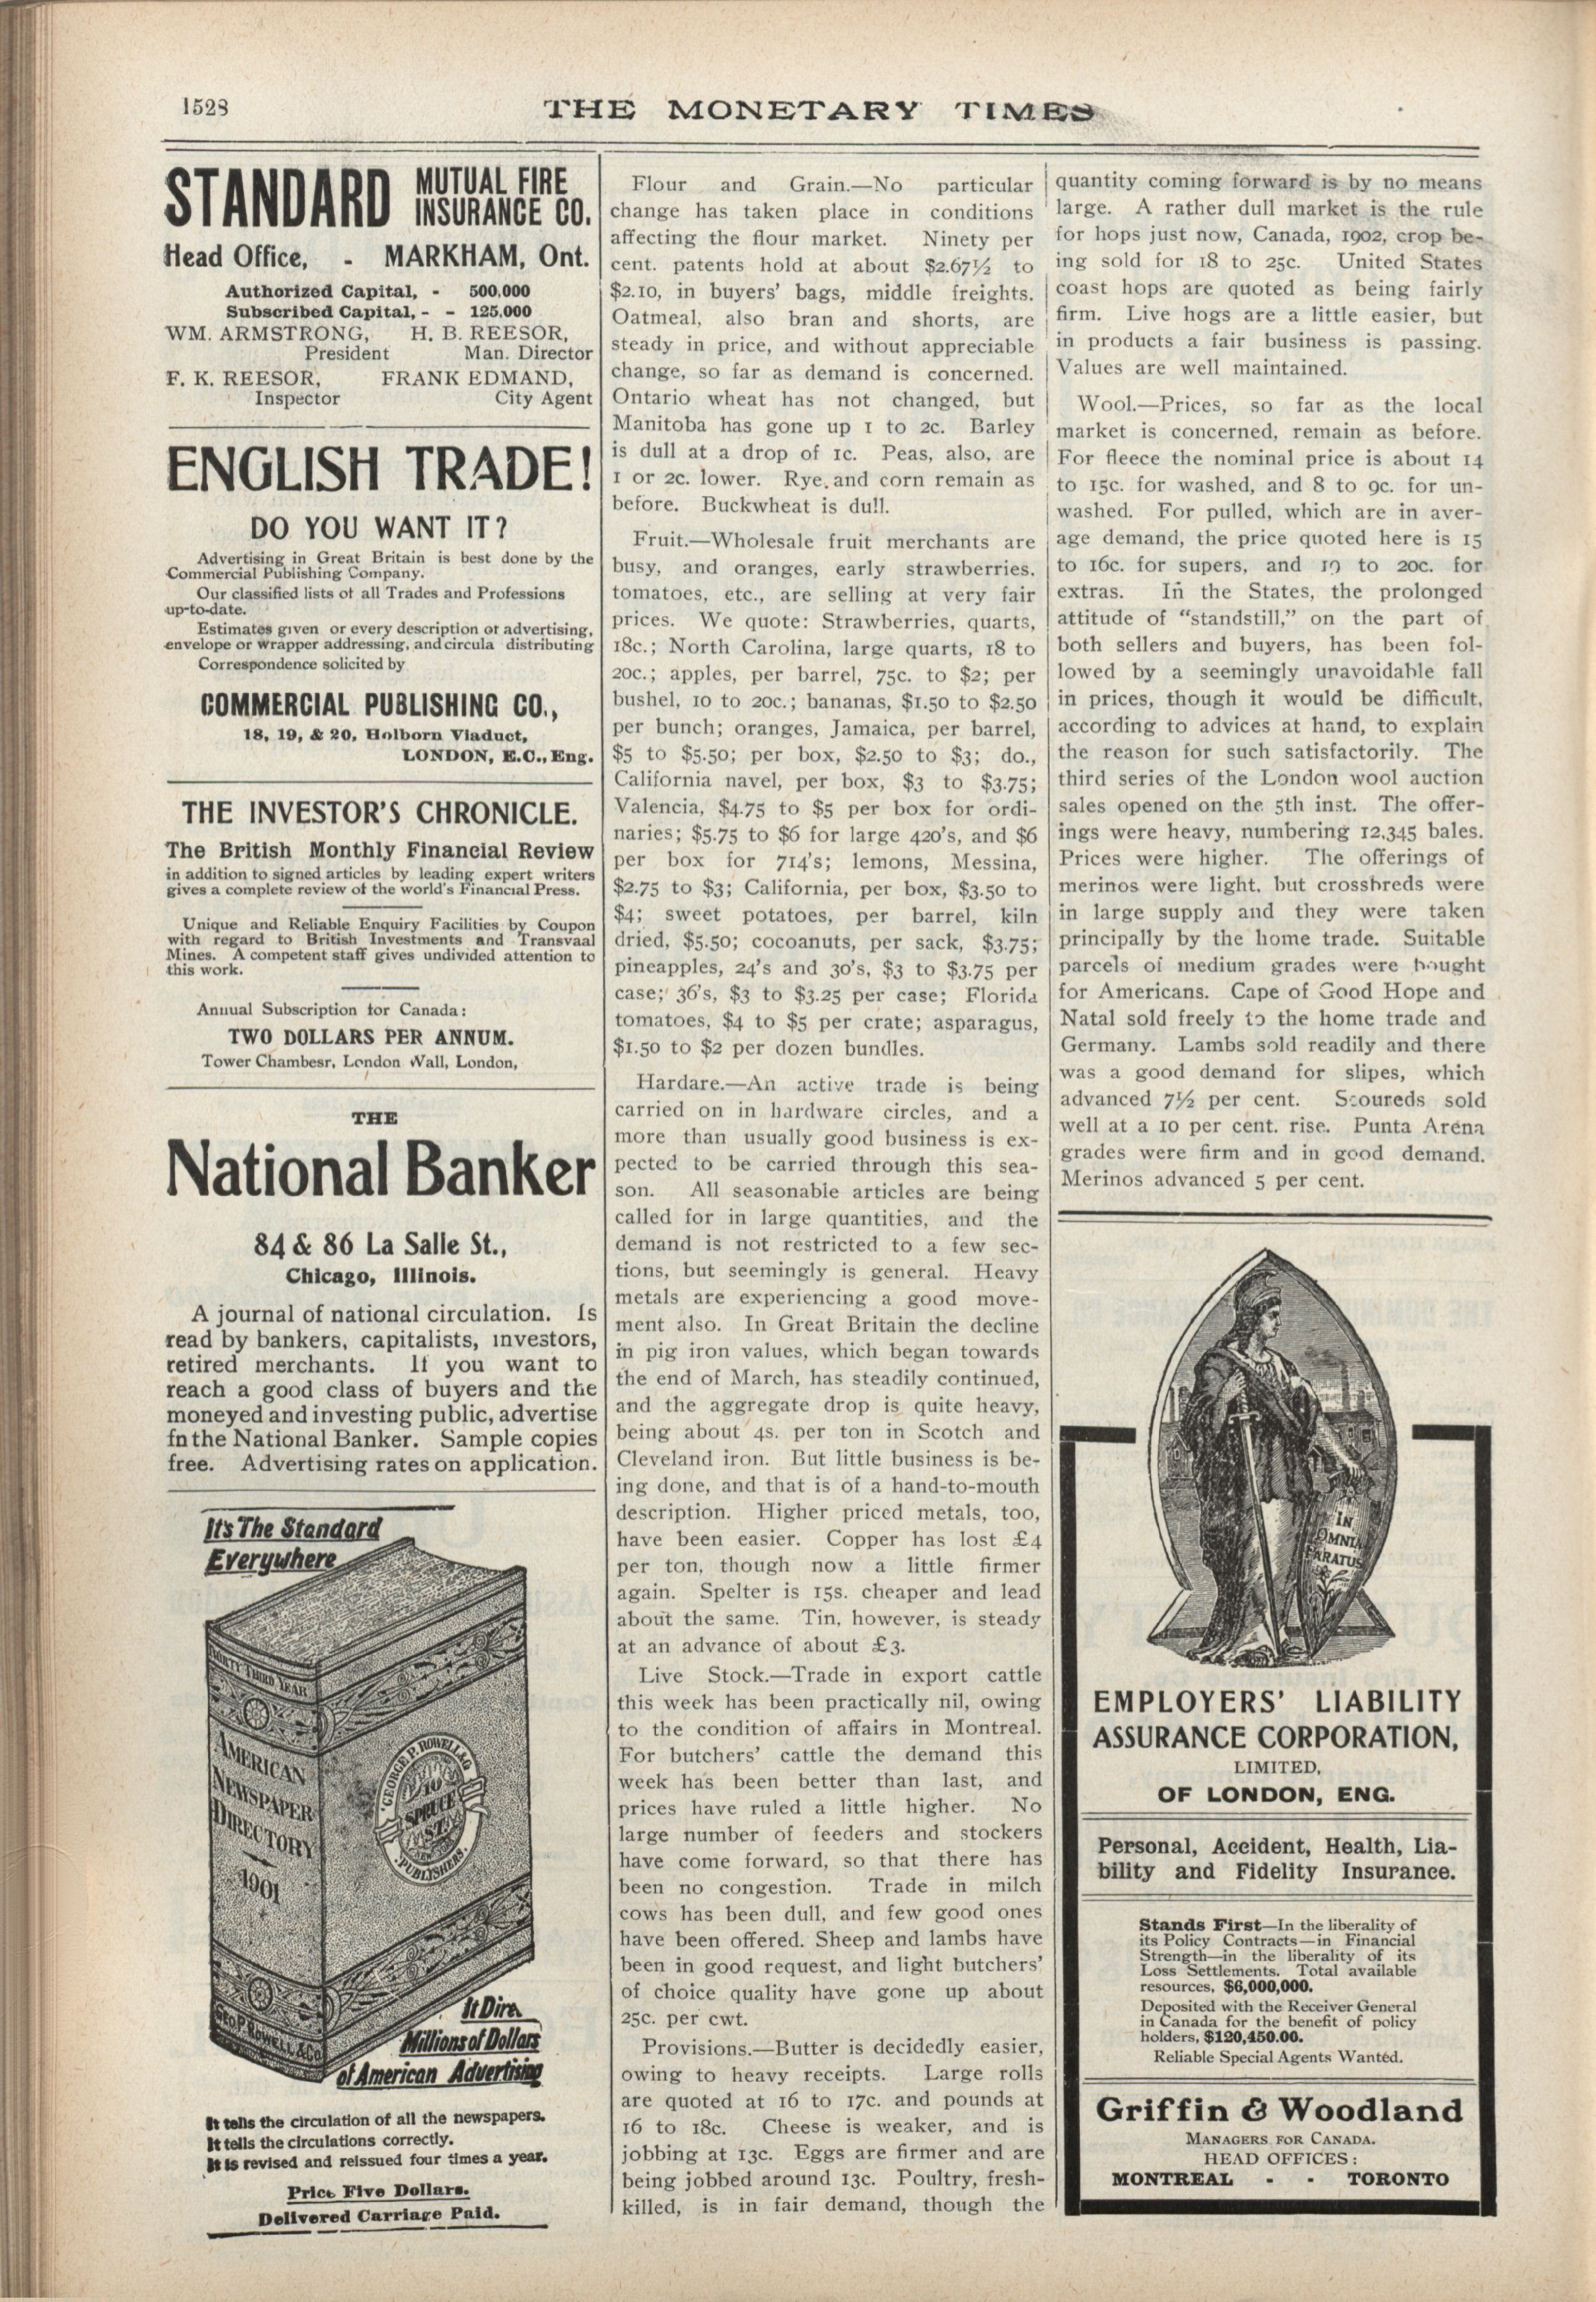 1528
THE MONETARY TIMES
STANDARD MUTUAL FIRE
INSURANCE CO.
Head Office, - MARKHAM, Ont.
Authorized Capital, - 500,000
Subscribed Capital, - - 125,000
WM. ARMSTRONG, H. B. REESOR,
President Man. Director
F. K. REESOR, FRANK EDMAND,
Inspector City Agent
ENGLISH TRADE!
DO YOU WANT IT?
Advertising in Great Britain is best done by the
Commercial Publishing Company.
Our classified lists of all Trades and Professions
up-to-date.
Estimates given or every description of advertising,
envelope or wrapper addressing, and circula distributing
Correspondence solicited by
COMMERCIAL PUBLISHING CO.,
18, 19, & 20, Holborn Viaduct,
LONDON, E.C., Eng.
THE INVESTOR'S CHRONICLE.
The British Monthly Financial Review
in addition to signed articles by leading expert writers
gives a complete review of the world's Financial Press.
Unique and Reliable Enquiry Facilities by Coupon
with regard to British Investments and Transvaal
Mines. A competent staff gives undivided attention to
this work.
Annual Subscription for Canada:
TWO DOLLARS PER ANNUM.
Tower Chambesr, London Wall, London,
THE
National Banker
84 & 86 La Salle St.,
Chicago, Illinois.
A journal of national circulation. Is
read by bankers, capitalists, investors,
retired merchants. If you want to
reach a good class of buyers and the
moneyed and investing public, advertise
fn the National Banker. Sample copies
free. Advertising rates on application.
It's The Standard
Everywhere
THIRTY THIRD YEAR
AMERICAN
NEWSPAPER
DIRECTORY
1901
GEO. P. ROWELL & CO
GEORGE P. ROWELL & CO
10
SPRUCE
ST.
NEW
PUBLISHERS.
It Dire
Millions of Dollars
of American Advertising
It tells the circulation of all the newspapers.
It tells the circulations correctly.
It is revised and reissued four times a year.
Price Five Dollars.
Delivered Carriage Paid.
Flour and Grain.—No particular
change has taken place in conditions
affecting the flour market. Ninety per
cent. patents hold at about $2.67½ to
$2.10, in buyers' bags, middle freights.
Oatmeal, also bran and shorts, are
steady in price, and without appreciable
change, so far as demand is concerned.
Ontario wheat has not changed, but
Manitoba has gone up 1 to 2c. Barley
is dull at a drop of 1c. Peas, also, are
1 or 2c. lower. Rye and corn remain as
before. Buckwheat is dull.
Fruit.—Wholesale fruit merchants are
busy, and oranges, early strawberries,
tomatoes, etc., are selling at very fair
prices. We quote: Strawberries, quarts,
18c.; North Carolina, large quarts, 18 to
20c.; apples, per barrel, 75c. to $2; per
bushel, 10 to 20c.; bananas, $1.50 to $2.50
per bunch; oranges, Jamaica, per barrel,
$5 to $5.50; per box, $2.50 to $3; do.,
California navel, per box, $3 to $3.75;
Valencia, $4.75 to $5 per box for ordi-
naries; $5.75 to $6 for large 420's, and $6
per box for 714's; lemons, Messina,
$2.75 to $3; California, per box, $3.50 to
$4; sweet potatoes, per barrel, kiln
dried, $5.50; cocoanuts, per sack, $3.75;
pineapples, 24's and 30's, $3 to $3.75 per
case; 36's, $3 to $3.25 per case; Florida
tomatoes, $4 to $5 per crate; asparagus,
$1.50 to $2 per dozen bundles.
Hardare.—An active trade is being
carried on in hardware circles, and a
more than usually good business is ex-
pected to be carried through this sea-
son. All seasonable articles are being
called for in large quantities, and the
demand is not restricted to a few sec-
tions, but seemingly is general. Heavy
metals are experiencing a good move-
ment also. In Great Britain the decline
in pig iron values, which began towards
the end of March, has steadily continued,
and the aggregate drop is quite heavy,
being about 4s. per ton in Scotch and
Cleveland iron. But little business is be-
ing done, and that is of a hand-to-mouth
description. Higher priced metals, too,
have been easier. Copper has lost £4
per ton, though now a little firmer
again. Spelter is 15s. cheaper and lead
about the same. Tin, however, is steady
at an advance of about £3.
Live Stock.—Trade in export cattle
this week has been practically nil, owing
to the condition of affairs in Montreal.
For butchers' cattle the demand this
week has been better than last, and
prices have ruled a little higher. No
large number of feeders and stockers
have come forward, so that there has
been no congestion. Trade in milch
cows has been dull, and few good ones
have been offered. Sheep and lambs have
been in good request, and light butchers'
of choice quality have gone up about
25c. per cwt.
Provisions.—Butter is decidedly easier,
owing to heavy receipts. Large rolls
are quoted at 16 to 17c. and pounds at
16 to 18c. Cheese is weaker, and is
jobbing at 13c. Eggs are firmer and are
being jobbed around 13c. Poultry, fresh-
killed, is in fair demand, though the
quantity coming forward is by no means
large. A rather dull market is the rule
for hops just now, Canada, 1902, crop be-
ing sold for 18 to 25c. United States
coast hops are quoted as being fairly
firm. Live hogs are a little easier, but
in products a fair business is passing.
Values are well maintained.
Wool.—Prices, so far as the local
market is concerned, remain as before.
For fleece the nominal price is about 14
to 15c. for washed, and 8 to 9c. for un-
washed. For pulled, which are in aver-
age demand, the price quoted here is 15
to 16c. for supers, and 19 to 20c. for
extras. In the States, the prolonged
attitude of "standstill," on the part of
both sellers and buyers, has been fol-
lowed by a seemingly unavoidable fall
in prices, though it would be difficult,
according to advices at hand, to explain
the reason for such satisfactorily. The
third series of the London wool auction
sales opened on the 5th inst. The offer-
ings were heavy, numbering 12,345 bales.
Prices were higher. The offerings of
merinos were light, but crossbreds were
in large supply and they were taken
principally by the home trade. Suitable
parcels of medium grades were bought
for Americans. Cape of Good Hope and
Natal sold freely to the home trade and
Germany. Lambs sold readily and there
was a good demand for slipes, which
advanced 7½ per cent. Scoureds sold
well at a 10 per cent. rise. Punta Arena
grades were firm and in good demand.
Merinos advanced 5 per cent.
IN
OMNIA
PARATUS
EMPLOYERS' LIABILITY
ASSURANCE CORPORATION,
LIMITED,
OF LONDON, ENG.
Personal, Accident, Health, Lia-
bility and Fidelity Insurance.
Stands First—In the liberality of
its Policy Contracts—in Financial
Strength—in the liberality of its
Loss Settlements. Total available
resources, $6,000,000.
Deposited with the Receiver General
in Canada for the benefit of policy
holders, $120,450.00.
Reliable Special Agents Wanted.
Griffin & Woodland
MANAGERS FOR CANADA.
HEAD OFFICES:
MONTREAL - - TORONTO